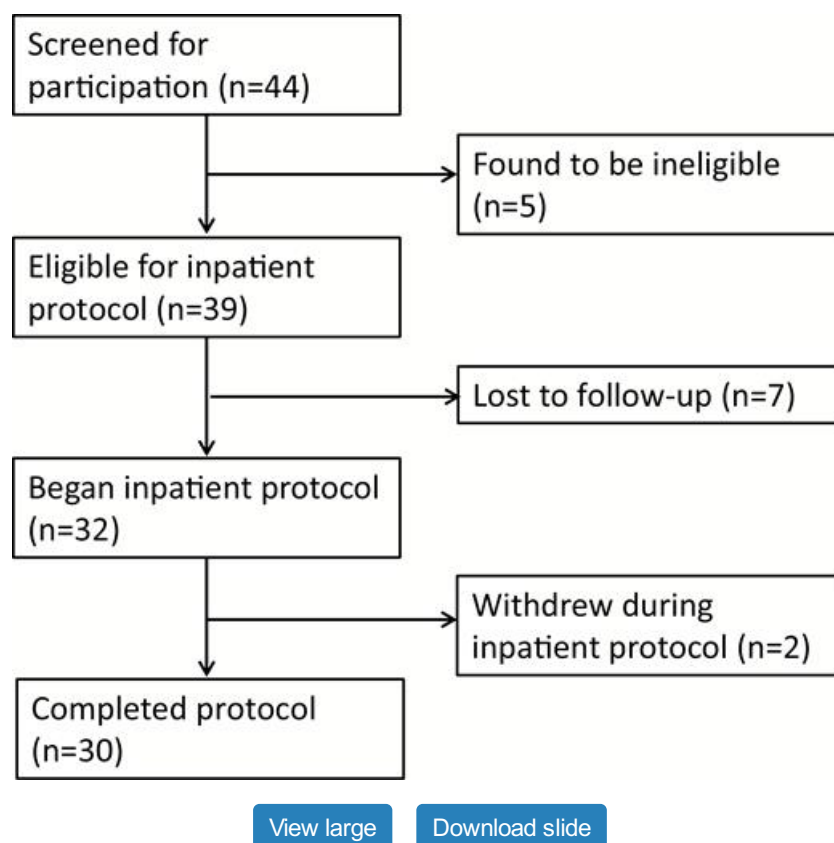 Screened for
participation (n=44)
Found to be ineligible
(n=5)
Eligible for inpatient
protocol (n=39)
Lost to follow-up (n=7)
Began inpatient protocol
(n=32)
Withdrew during
inpatient protocol (n=2)
Completed protocol
(n=30)
View large
Download slide